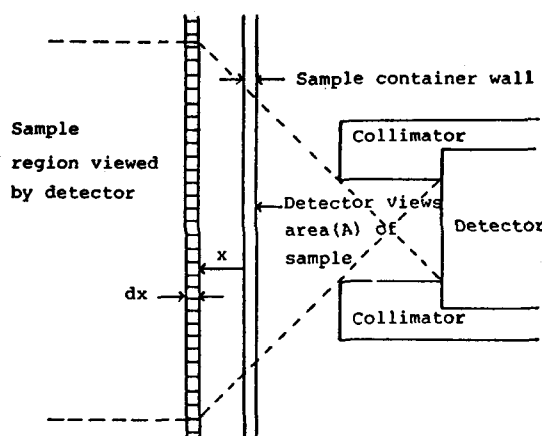 Sample container wall
Sample
region viewed
by detector
Collimator
Detector views
area(A) of
sample
Detector
x
dx
Collimator